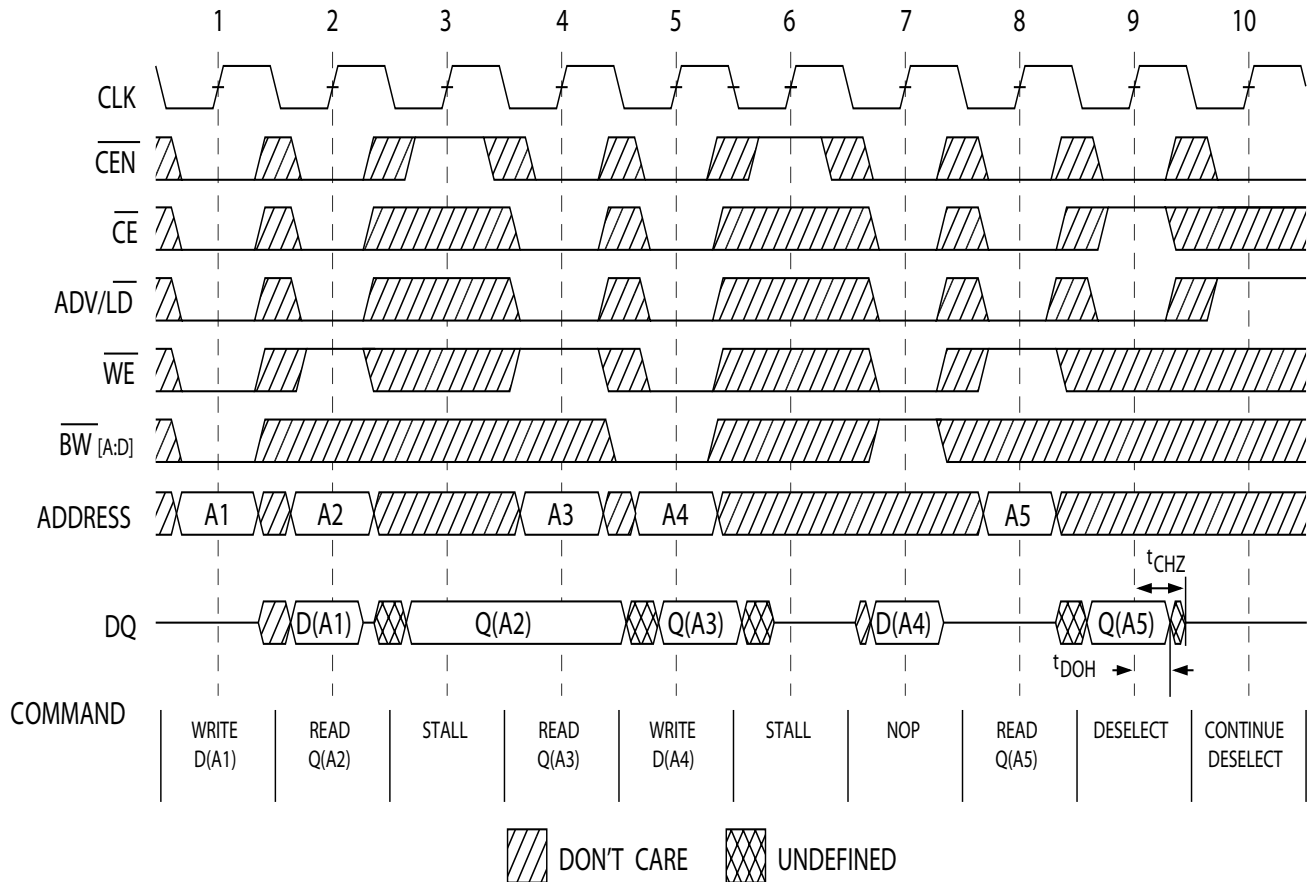 1 2 3 4 5 6 7 8 9 10
CLK
CEN
CE
ADV/LD
WE
BW [A:D]
ADDRESS A1 A2 A3 A4 A5
tCHZ
DQ D(A1) Q(A2) Q(A3) D(A4) Q(A5)
tDOH
COMMAND
WRITE READ STALL READ WRITE STALL NOP READ DESELECT CONTINUE
D(A1) Q(A2) Q(A3) D(A4) Q(A5) DESELECT
DON'T CARE UNDEFINED